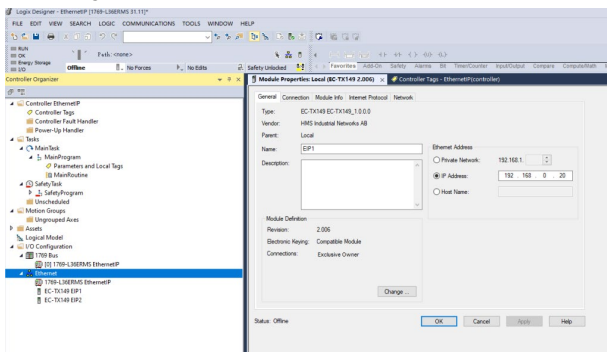 Logix Designer - EthernetIP [1769-L36ERMS 31.11]*
FILE EDIT VIEW SEARCH LOGIC COMMUNICATIONS TOOLS WINDOW HELP
RUN
OK
Energy Storage
I/O
Path: <none>
Offline
No Forces
No Edits
Safety Unlocked
Favorites Add-On Safety Alarms Bit Timer/Counter Input/Output Compare Compute/Math
Controller Organizer
Controller EthernetIP
Controller Tags
Controller Fault Handler
Power-Up Handler
Tasks
MainTask
MainProgram
Parameters and Local Tags
MainRoutine
SafetyTask
SafetyProgram
Unscheduled
Motion Groups
Ungrouped Axes
Assets
Logical Model
I/O Configuration
1769 Bus
[0] 1769-L36ERMS EthernetIP
Ethernet
1769-L36ERMS EthernetIP
EC-TX149 EIP1
EC-TX149 EIP2
Module Properties: Local (EC-TX149 2.006) ×
Controller Tags - EthernetIP(controller)
General Connection Module Info Internet Protocol Network
Type: EC-TX149 EC-TX149_1.0.0.0
Vendor: HMS Industrial Networks AB
Parent: Local
Name: EIP1
Description:
Ethernet Address
Private Network: 192.168.1.
IP Address: 192 . 168 . 0 . 20
Host Name:
Module Definition
Revision: 2.006
Electronic Keying: Compatible Module
Connections: Exclusive Owner
Change ...
Status: Offline
OK Cancel Apply Help